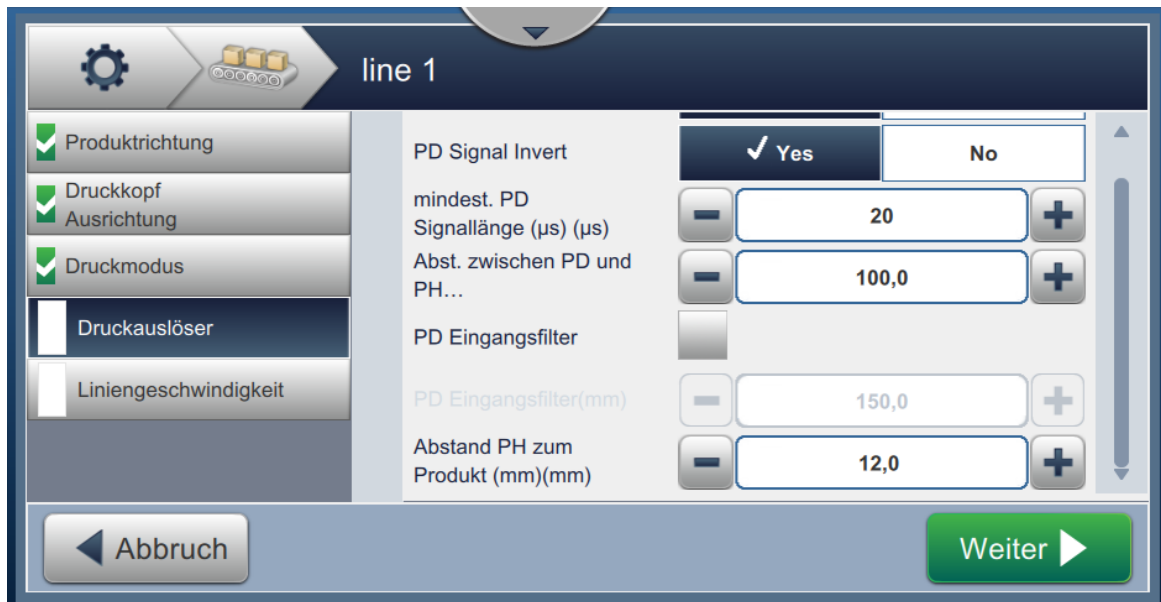 line 1
Produktrichtung
Druckkopf
Ausrichtung
Druckmodus
Druckauslöser
Liniengeschwindigkeit
PD Signal Invert
Yes
No
mindest. PD
Signallänge (µs) (µs)
20
Abst. zwischen PD und
PH…
100,0
PD Eingangsfilter
PD Eingangsfilter(mm)
150,0
Abstand PH zum
Produkt (mm)(mm)
12,0
Abbruch
Weiter